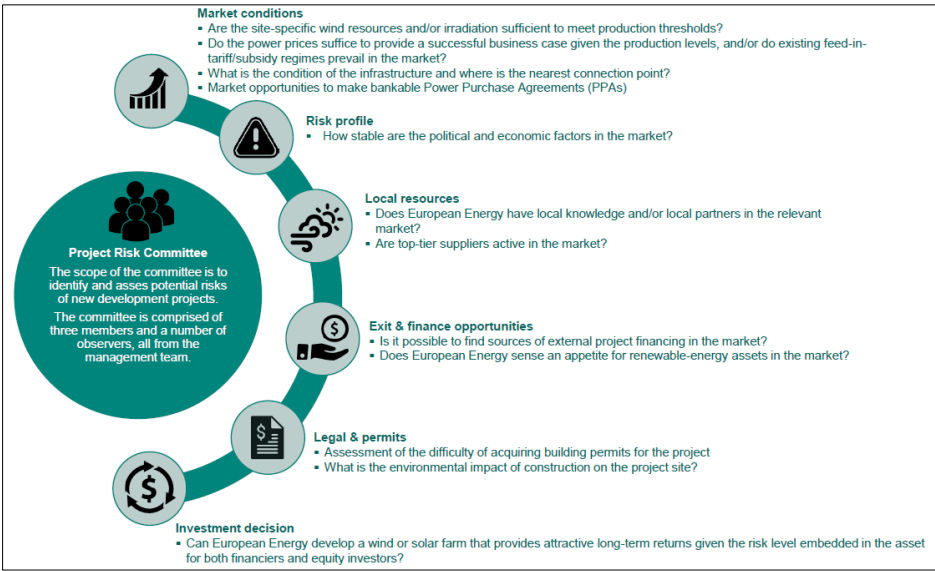 Market conditions
▪ Are the site-specific wind resources and/or irradiation sufficient to meet production thresholds?
▪ Do the power prices suffice to provide a successful business case given the production levels, and/or do existing feed-in-
tariff/subsidy regimes prevail in the market?
▪ What is the condition of the infrastructure and where is the nearest connection point?
▪ Market opportunities to make bankable Power Purchase Agreements (PPAs)
Risk profile
▪ How stable are the political and economic factors in the market?
Local resources
▪ Does European Energy have local knowledge and/or local partners in the relevant
market?
▪ Are top-tier suppliers active in the market?
Project Risk Committee
The scope of the committee is to
identify and asses potential risks
of new development projects.
The committee is comprised of
three members and a number of
observers, all from the
management team.
$
Exit & finance opportunities
▪ Is it possible to find sources of external project financing in the market?
▪ Does European Energy sense an appetite for renewable-energy assets in the market?
$
Legal & permits
▪ Assessment of the difficulty of acquiring building permits for the project
▪ What is the environmental impact of construction on the project site?
$
Investment decision
▪ Can European Energy develop a wind or solar farm that provides attractive long-term returns given the risk level embedded in the asset
for both financiers and equity investors?